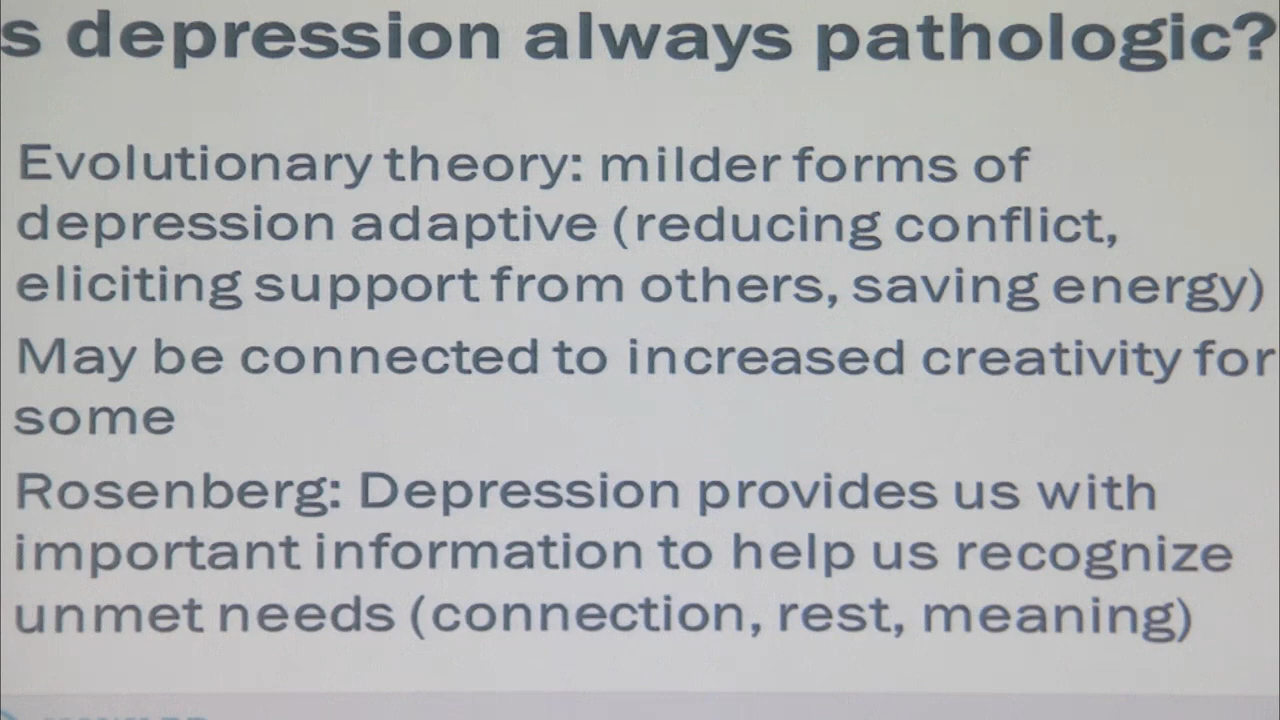 s depression always pathologic?
Evolutionary theory: milder forms of
depression adaptive (reducing conflict,
eliciting support from others, saving energy)
May be connected to increased creativity for
some
Rosenberg: Depression provides us with
important information to help us recognize
unmet needs (connection, rest, meaning)